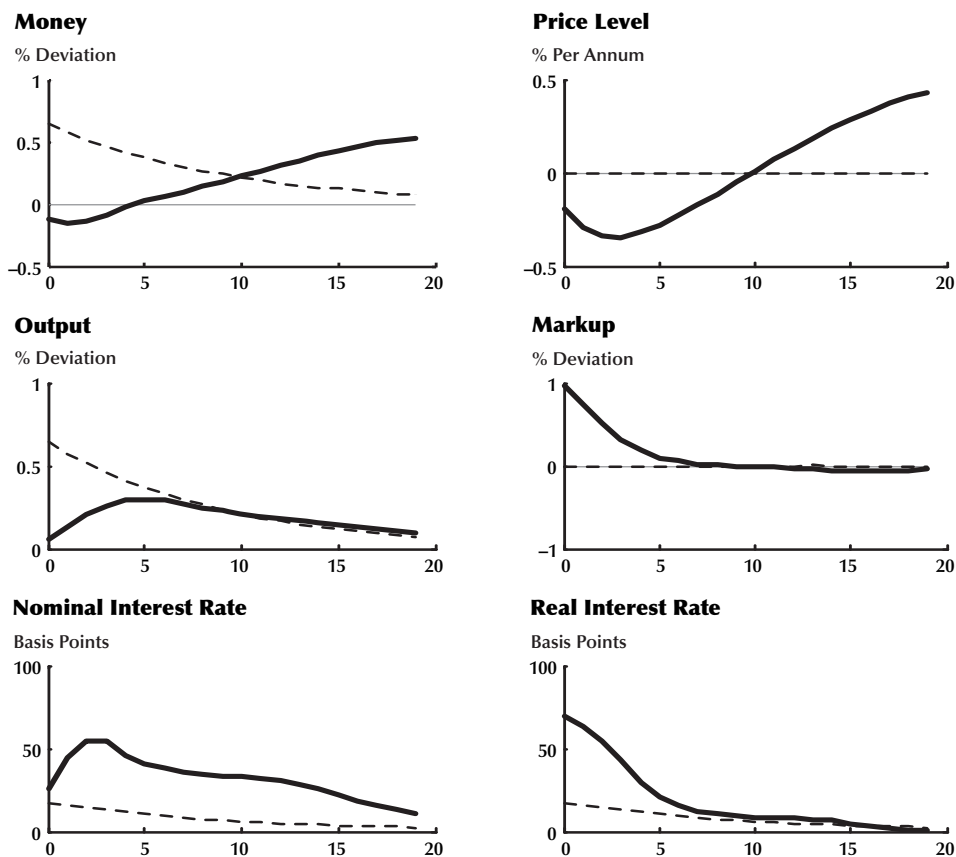 Money
% Deviation
1
0.5
0
–0.5
0 5 10 15 20
Price Level
% Per Annum
0.5
0
–0.5
0 5 10 15 20
Output
% Deviation
1
0.5
0
0 5 10 15 20
Markup
% Deviation
1
0
–1
0 5 10 15 20
Nominal Interest Rate
Basis Points
100
50
0
0 5 10 15 20
Real Interest Rate
Basis Points
100
50
0
0 5 10 15 20